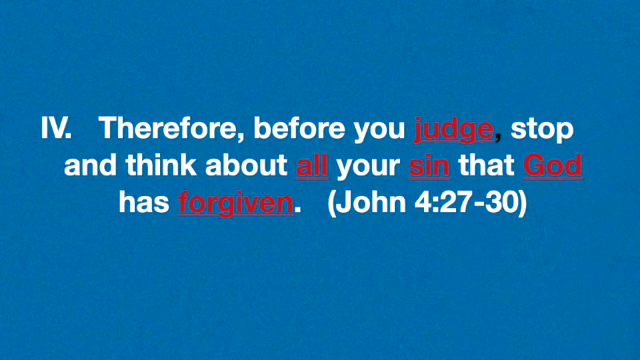 IV. Therefore, before you judge, stop
and think about all your sin that God
has forgiven. (John 4:27-30)